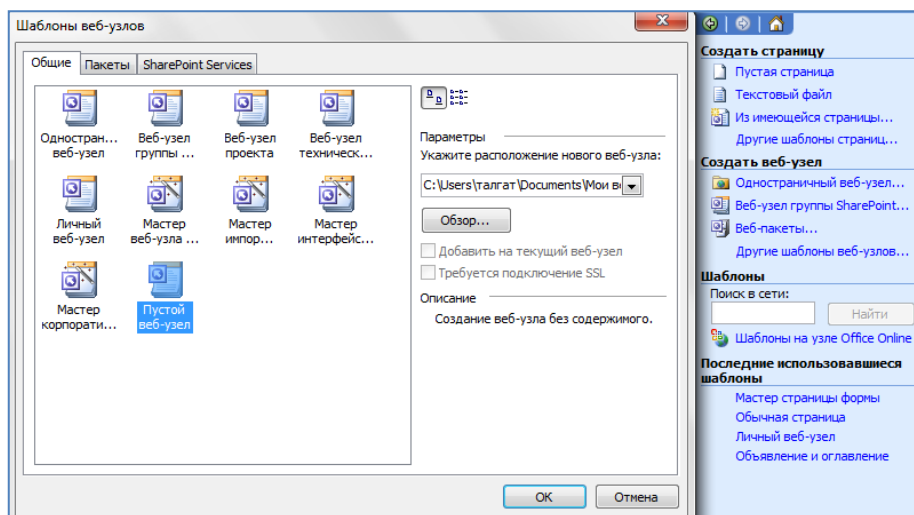 Шаблоны веб-узлов
Общие
Пакеты
SharePoint Services
Одностран...
веб-узел
Веб-узел
группы ...
Веб-узел
проекта
Веб-узел
техническ...
Личный
веб-узел
Мастер
веб-узла ...
Мастер
импор...
Мастер
интерфейс...
Мастер
корпорати...
Пустой
веб-узел
Параметры
Укажите расположение нового веб-узла:
C:\Users\талгат\Documents\Мои в
Обзор...
Добавить на текущий веб-узел
Требуется подключение SSL
Описание
Создание веб-узла без содержимого.
ОК
Отмена
Создать страницу
Пустая страница
Текстовый файл
Из имеющейся страницы...
Другие шаблоны страниц...
Создать веб-узел
Одностраничный веб-узел...
Веб-узел группы SharePoint...
Веб-пакеты...
Другие шаблоны веб-узлов...
Шаблоны
Поиск в сети:
Найти
Шаблоны на узле Office Online
Последние использовавшиеся
шаблоны
Мастер страницы формы
Обычная страница
Личный веб-узел
Объявление и оглавление